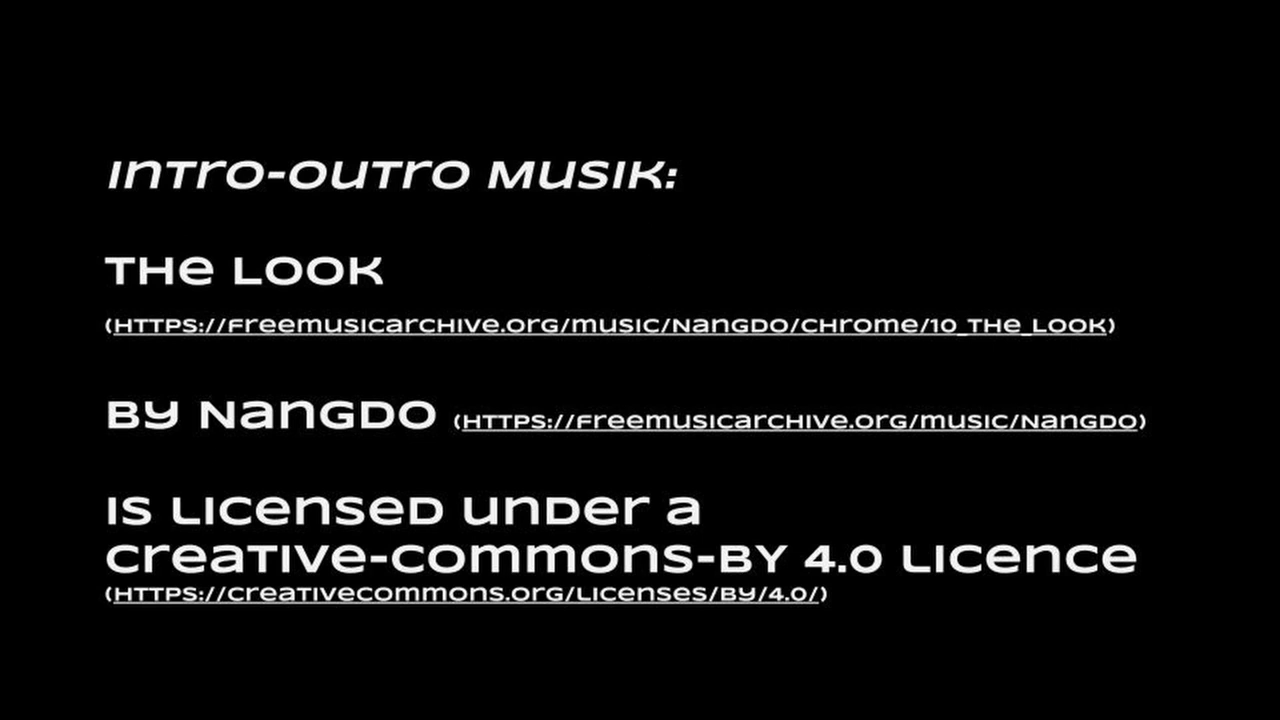 Intro-Outro Musik:
The Look
(https://freemusicarchive.org/music/Nangdo/Chrome/10_The_Look)
By Nangdo (https://freemusicarchive.org/music/Nangdo)
is licensed under a
Creative-Commons-BY 4.0 Licence
(https://creativecommons.org/licenses/by/4.0/)